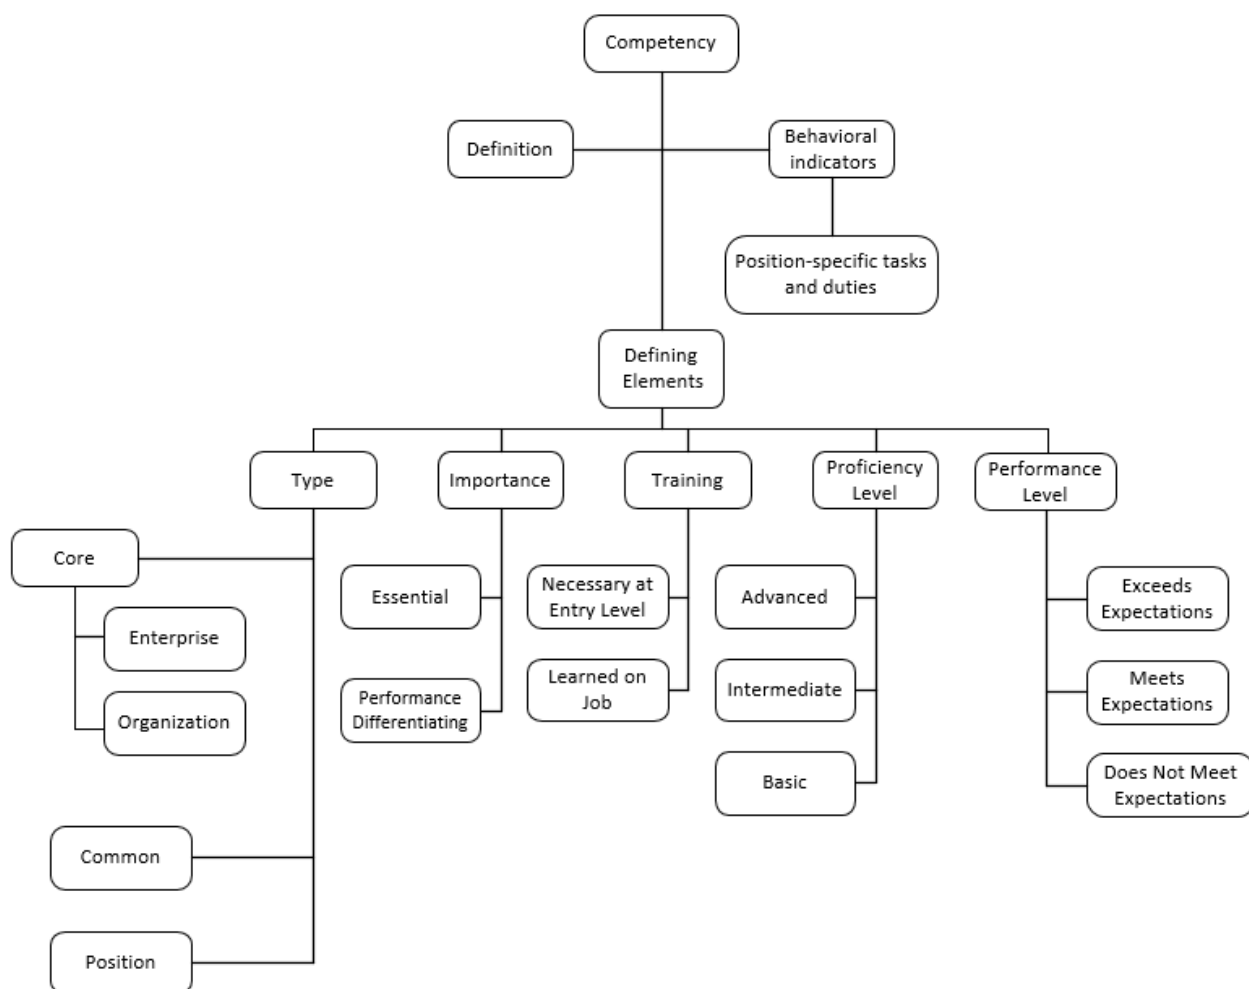 Competency
Definition
Behavioral
indicators
Position-specific tasks
and duties
Defining
Elements
Type
Importance
Training
Proficiency
Level
Performance
Level
Core
Enterprise
Organization
Common
Position
Essential
Performance
Differentiating
Necessary at
Entry Level
Learned on
Job
Advanced
Intermediate
Basic
Exceeds
Expectations
Meets
Expectations
Does Not Meet
Expectations